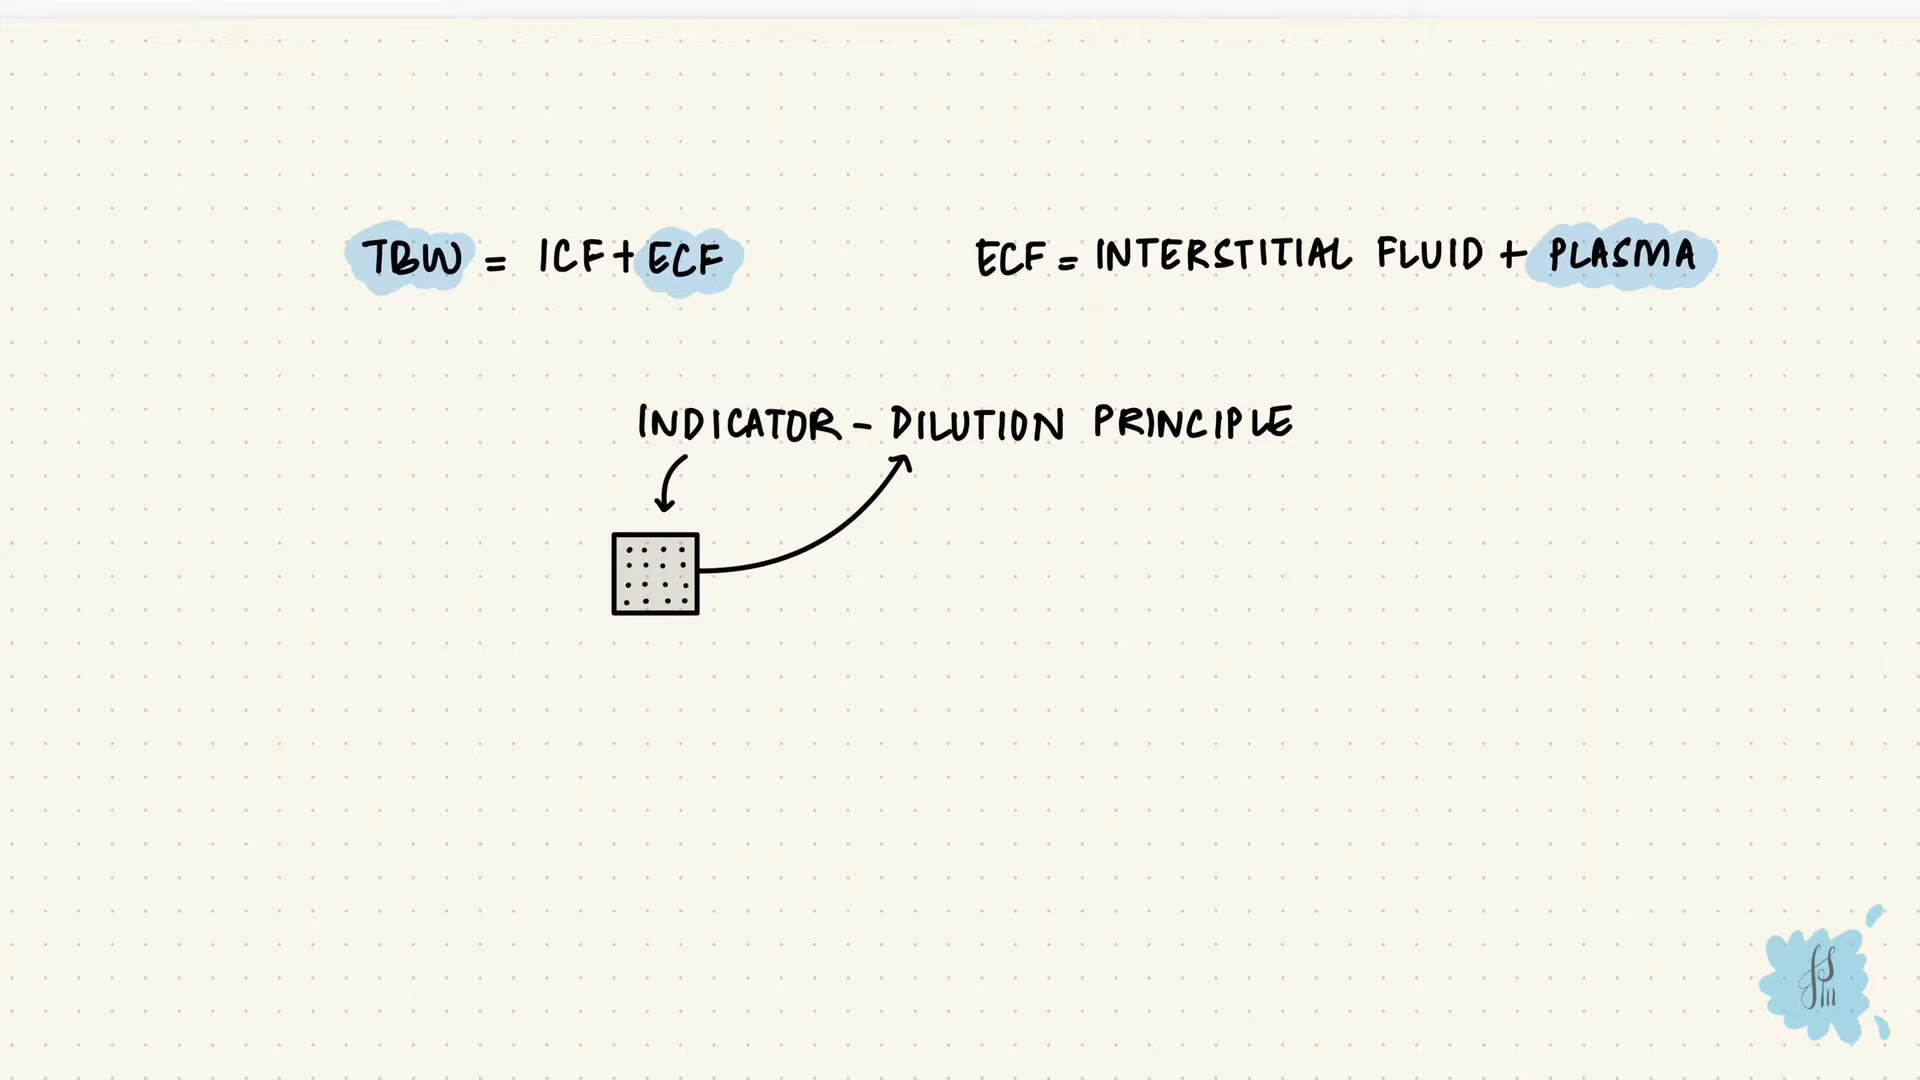 TBW = ICF + ECF
ECF = INTERSTITIAL FLUID + PLASMA
INDICATOR - DILUTION PRINCIPLE